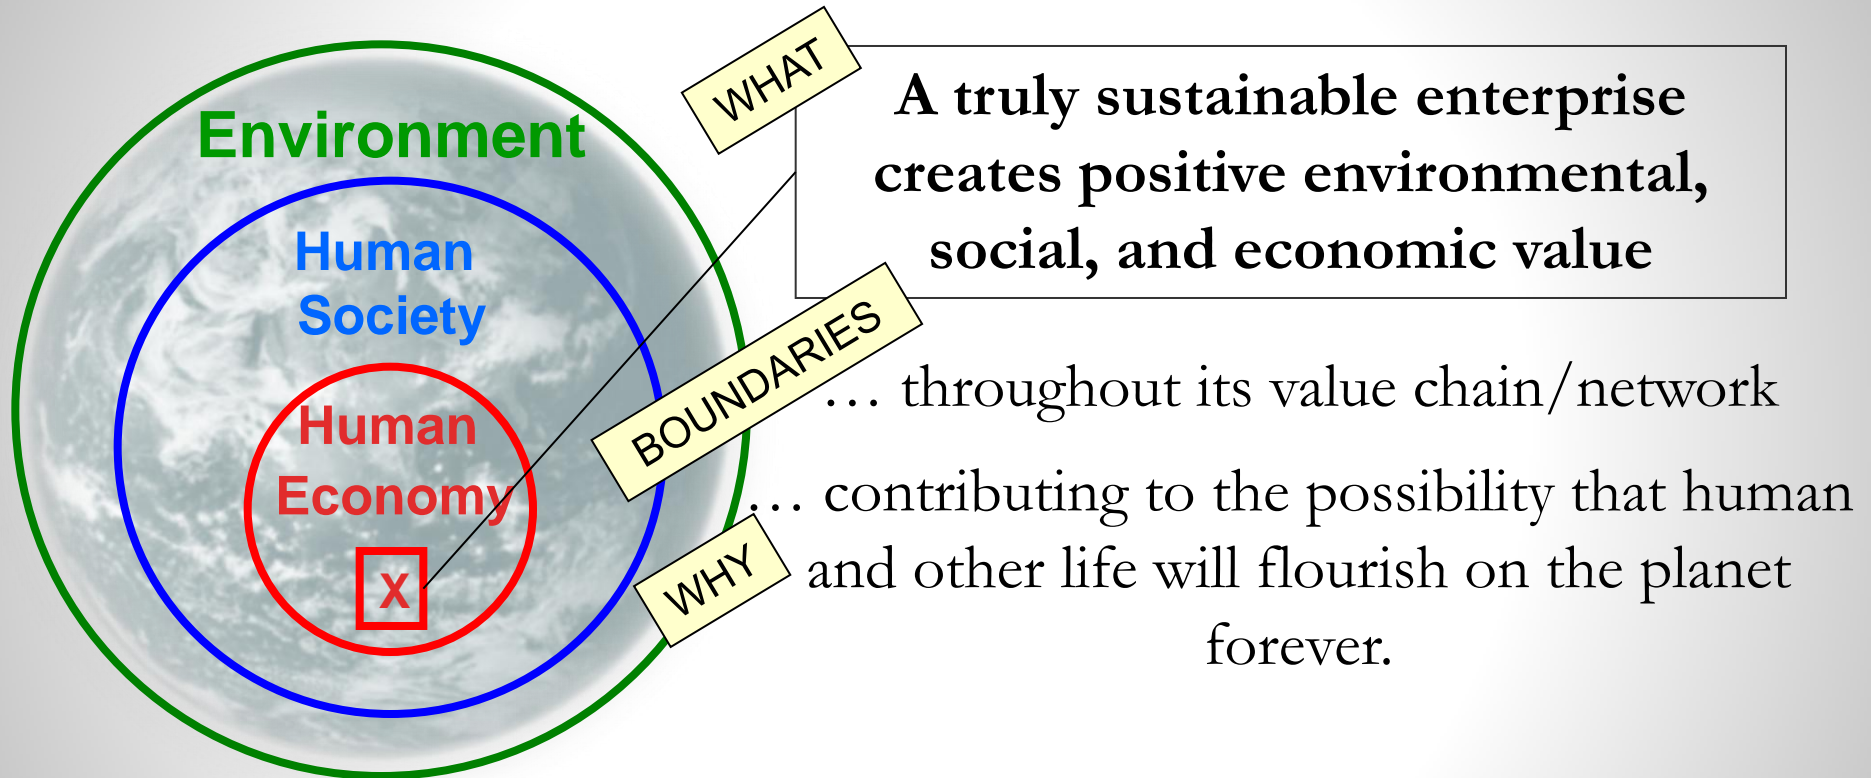 Environment
Human
Society
Human
Economy
X
WHAT
A truly sustainable enterprise
creates positive environmental,
social, and economic value
BOUNDARIES
… throughout its value chain/network
WHY
… contributing to the possibility that human
and other life will flourish on the planet
forever.